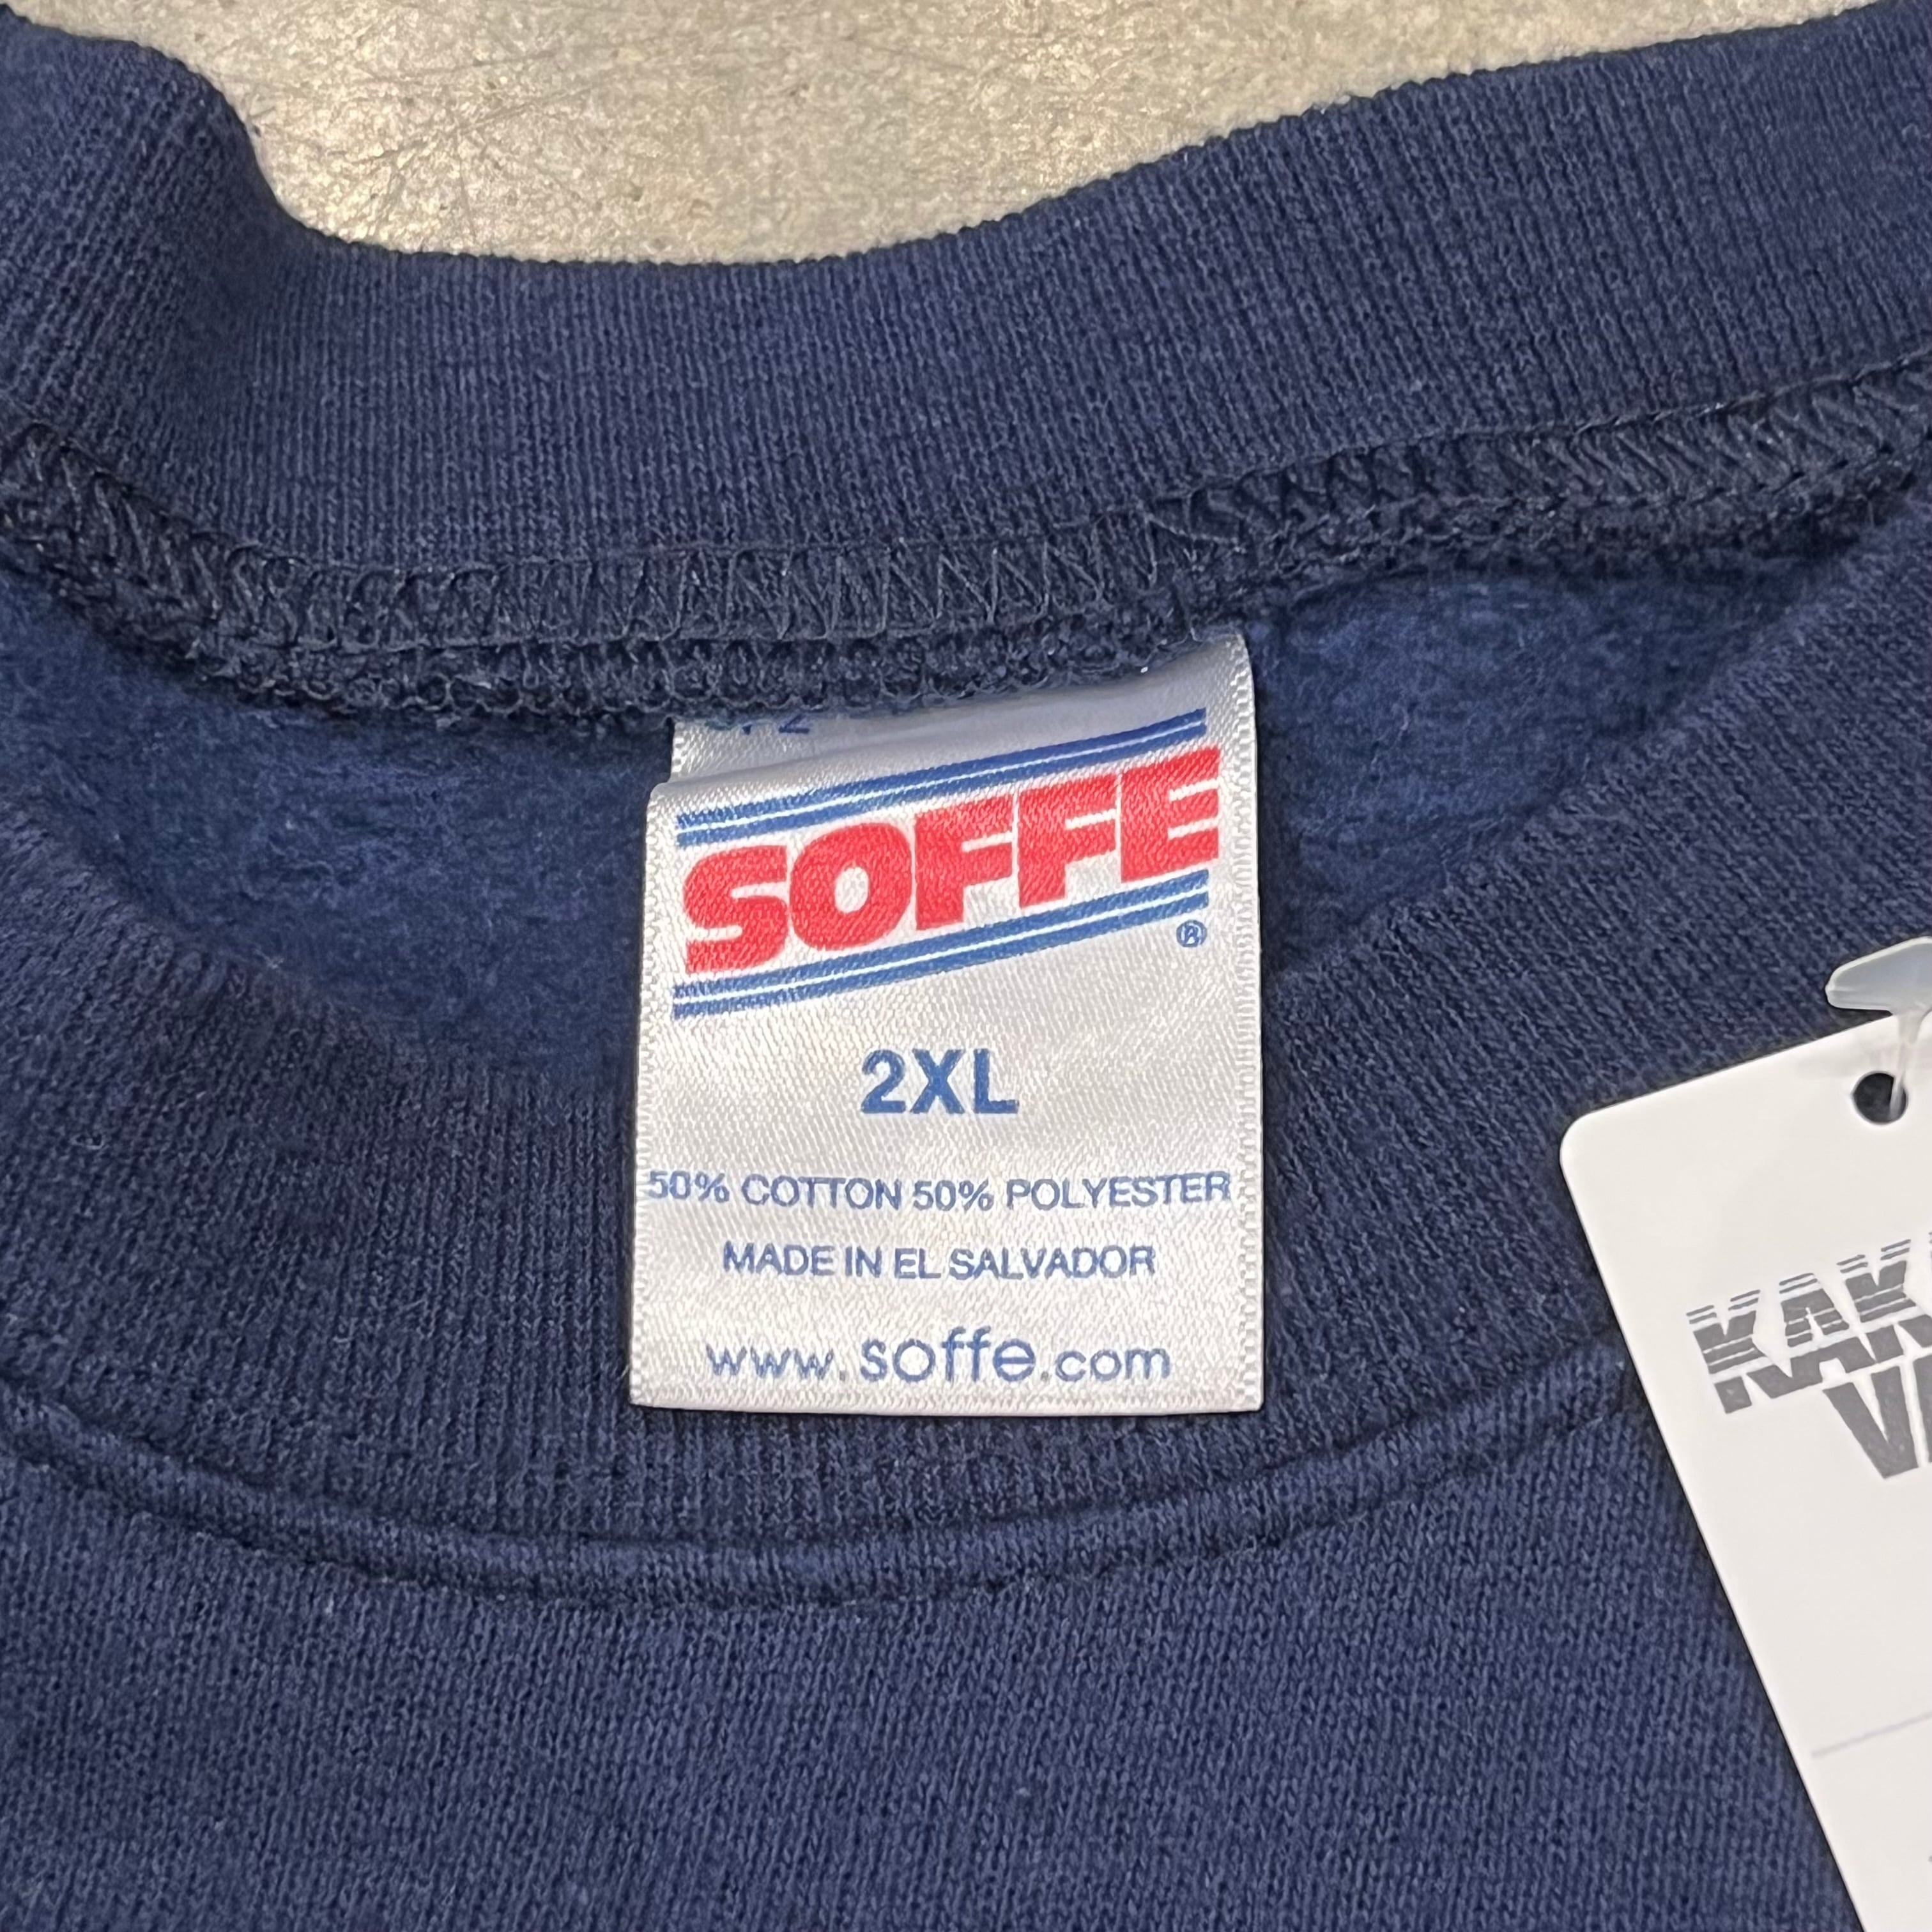 SOFFE
®
2XL
50% COTTON 50% POLYESTER
MADE IN EL SALVADOR
www.soffe.com